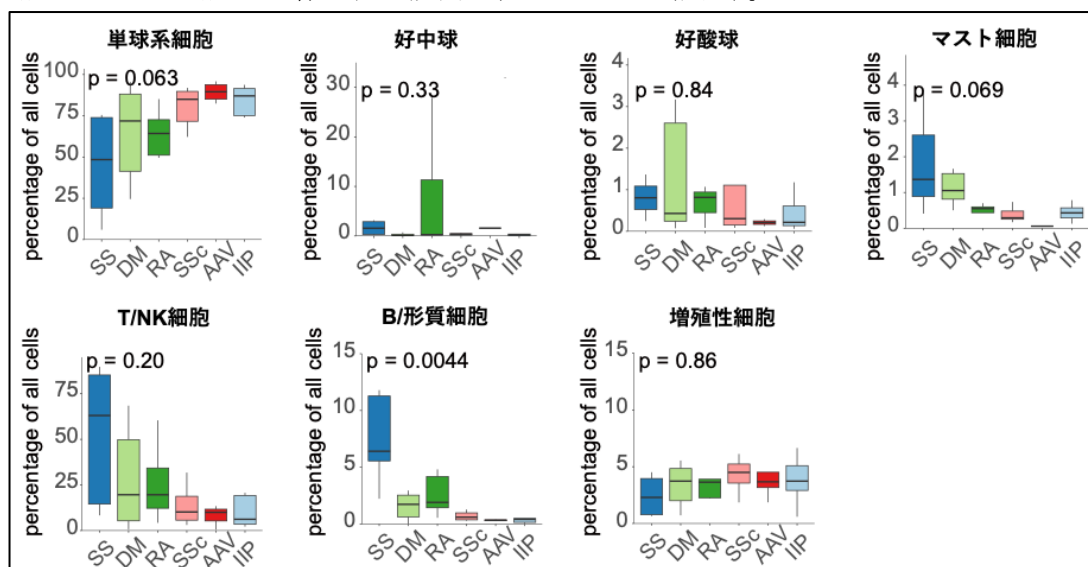 単球系細胞
percentage of all cells
100
75
50
25
0
p = 0.063
SS
DM
RA
SSc
AAV
IIP
好中球
percentage of all cells
30
20
10
0
p = 0.33
SS
DM
RA
SSc
AAV
IIP
好酸球
percentage of all cells
4
3
2
1
0
p = 0.84
SS
DM
RA
SSc
AAV
IIP
マスト細胞
percentage of all cells
4
3
2
1
0
p = 0.069
SS
DM
RA
SSc
AAV
IIP
T/NK細胞
percentage of all cells
75
50
25
0
p = 0.20
SS
DM
RA
SSc
AAV
IIP
B/形質細胞
percentage of all cells
15
10
5
0
p = 0.0044
SS
DM
RA
SSc
AAV
IIP
増殖性細胞
percentage of all cells
15
10
5
0
p = 0.86
SS
DM
RA
SSc
AAV
IIP